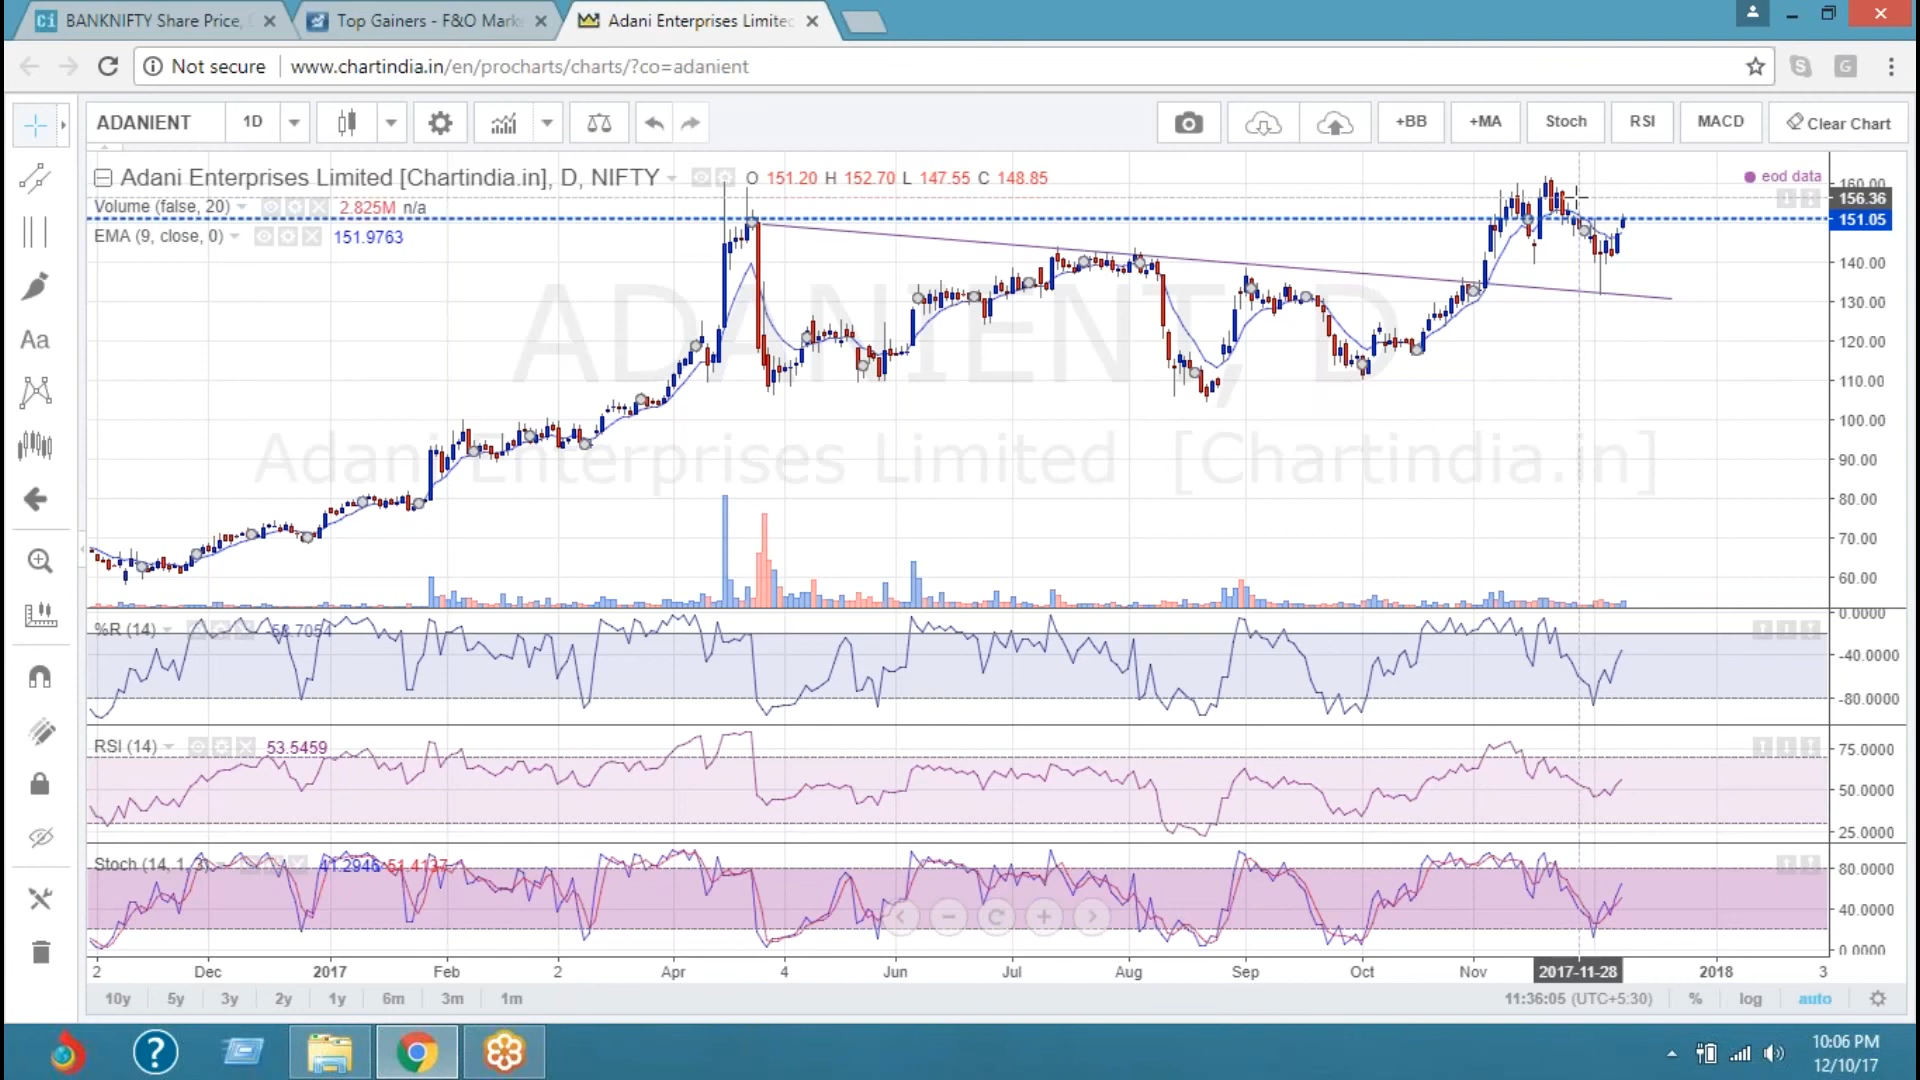 BANKNIFTY Share Price, Top Gainers - F&O Mark Adani Enterprises Limited
Not secure www.chartindia.in/en/procharts/charts/?co=adanient
ADANIENT 1D +BB +MA Stoch RSI MACD Clear Chart
Adani Enterprises Limited [Chartindia.in], D, NIFTY O 151.20 H 152.70 L 147.55 C 148.85 eod data
Volume (false, 20) 2.825M n/a
EMA (9, close, 0) 151.9763
160.00
156.36
151.05
140.00
130.00
120.00
110.00
100.00
90.00
80.00
70.00
60.00
ADANIENT, D
Adani Enterprises Limited [Chartindia.in]
%R (14) -53.7054
0.0000
-40.0000
-80.0000
RSI (14) 53.5459
75.0000
50.0000
25.0000
Stoch (14, 1, 3) 41.2946 51.4137
80.0000
40.0000
0.0000
2 Dec 2017 Feb 2 Apr 4 Jun Jul Aug Sep Oct Nov 2017-11-28 2018 3
10y 5y 3y 2y 1y 6m 3m 1m 11:36:05 (UTC+5:30) % log auto
10:06 PM
12/10/17